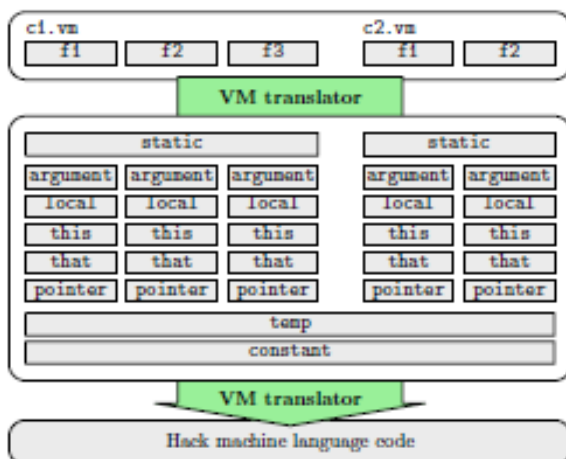 c1.vm c2.vm
f1 f2 f3 f1 f2
VM translator
static static
argument argument argument argument argument
local local local local local
this this this this this
that that that that that
pointer pointer pointer pointer pointer
temp
constant
VM translator
Hack machine language code